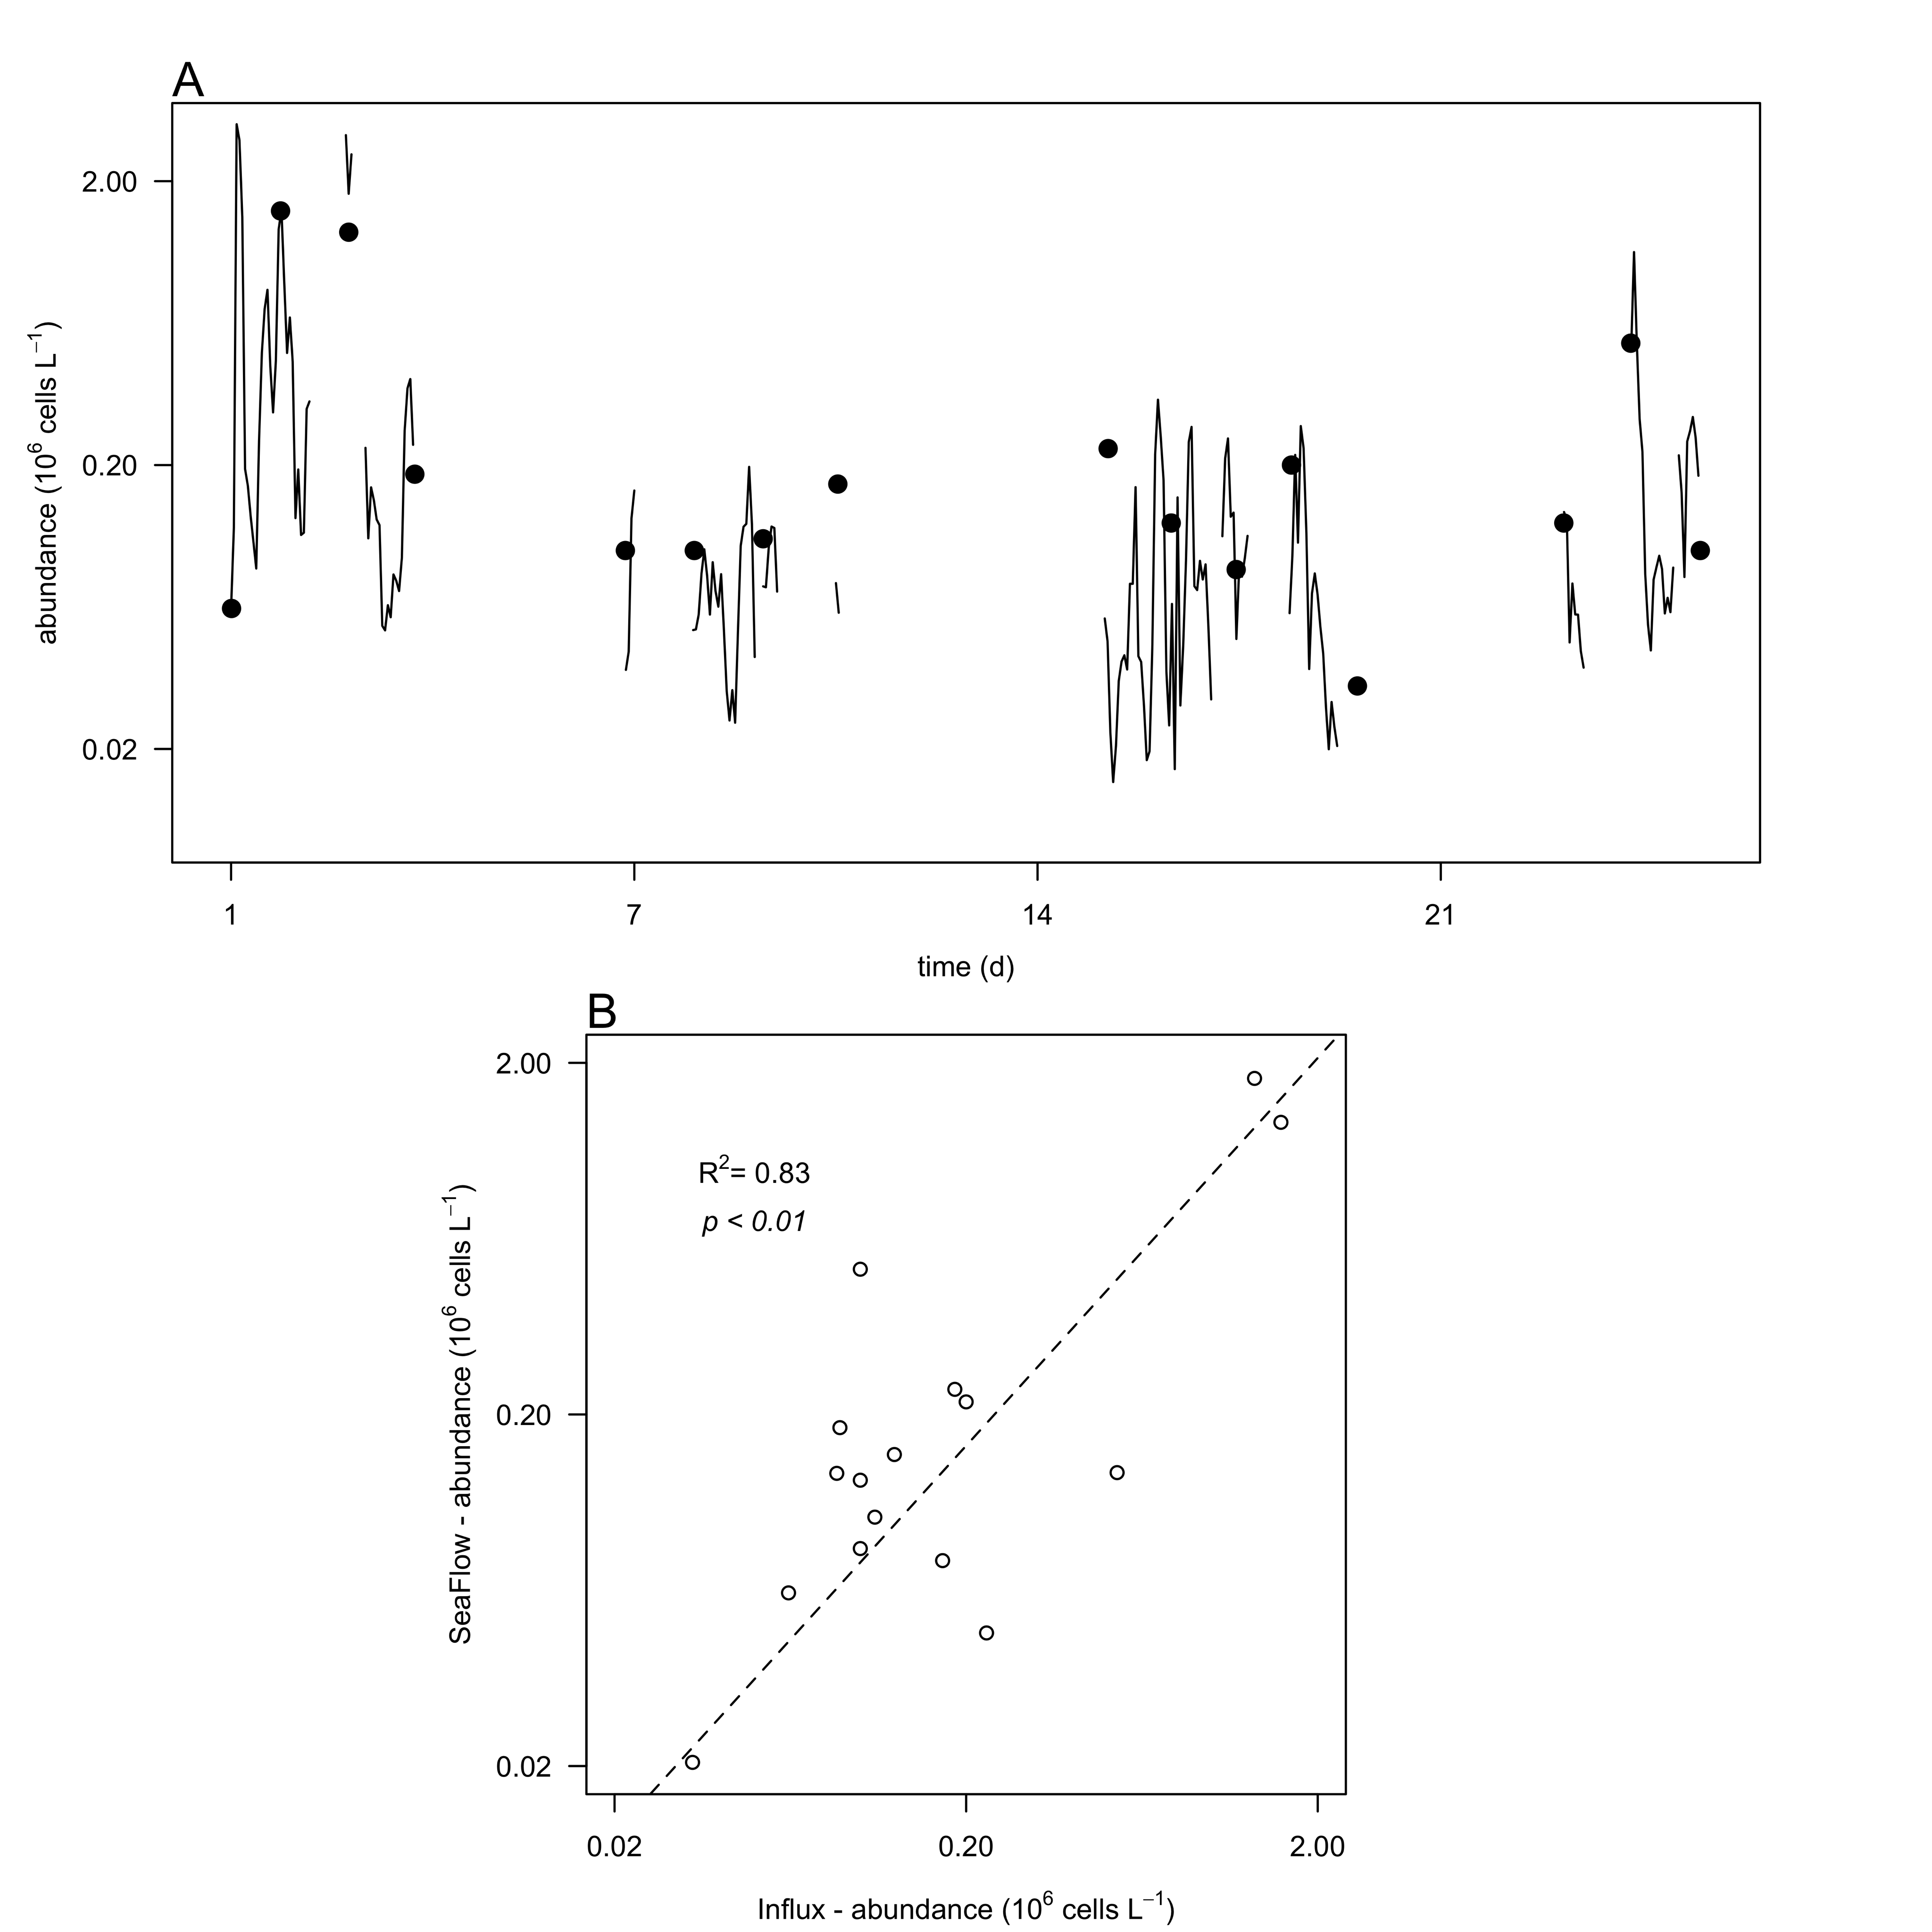 A
abundance (10⁶ cells L⁻¹)
2.00
0.20
0.02
1 7 14 21
time (d)
B
SeaFlow - abundance (10⁶ cells L⁻¹)
2.00
0.20
0.02
R²= 0.83
p < 0.01
0.02 0.20 2.00
Influx - abundance (10⁶ cells L⁻¹)